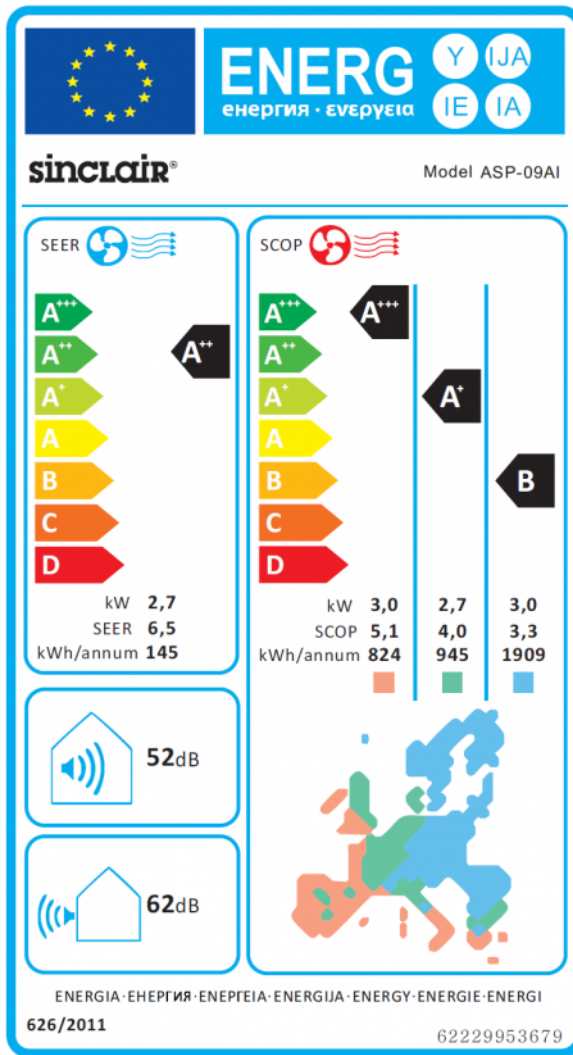 ENERG Y IJA
енергия · ενεργεια IE IA
SINCLAIR® Model ASP-09AI
SEER
A+++
A++ A++
A+
A
B
C
D
kW 2,7
SEER 6,5
kWh/annum 145
SCOP
A+++ A+++
A++
A+ A+
A
B B
C
D
kW 3,0 2,7 3,0
SCOP 5,1 4,0 3,3
kWh/annum 824 945 1909
52dB
62dB
ENERGIA·ЕНЕРГИЯ·ΕΝΕΡΓΕΙΑ·ENERGIJA·ENERGY·ENERGIE·ENERGI
626/2011
62229953679